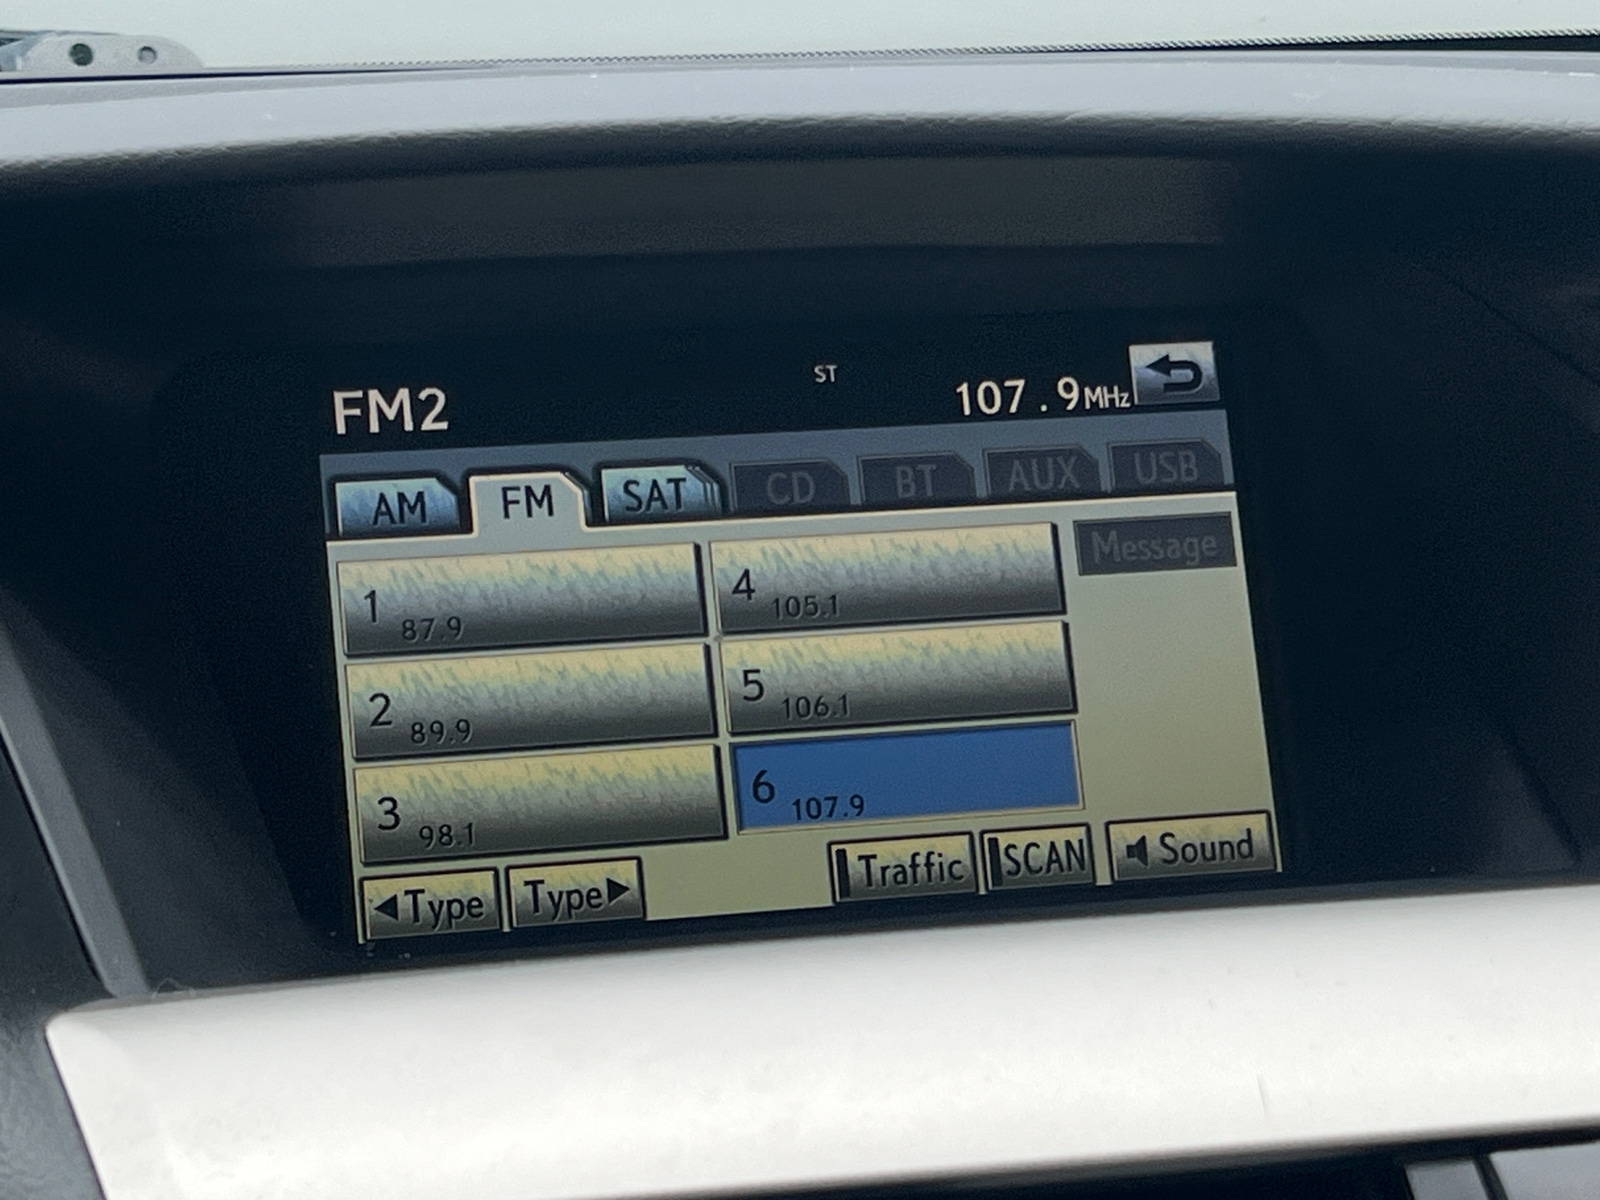 FM2 ST 107.9MHz
AM FM SAT CD BT AUX USB
1 87.9
4 105.1
Message
2 89.9
5 106.1
3 98.1
6 107.9
◀Type Type▶ Traffic SCAN Sound